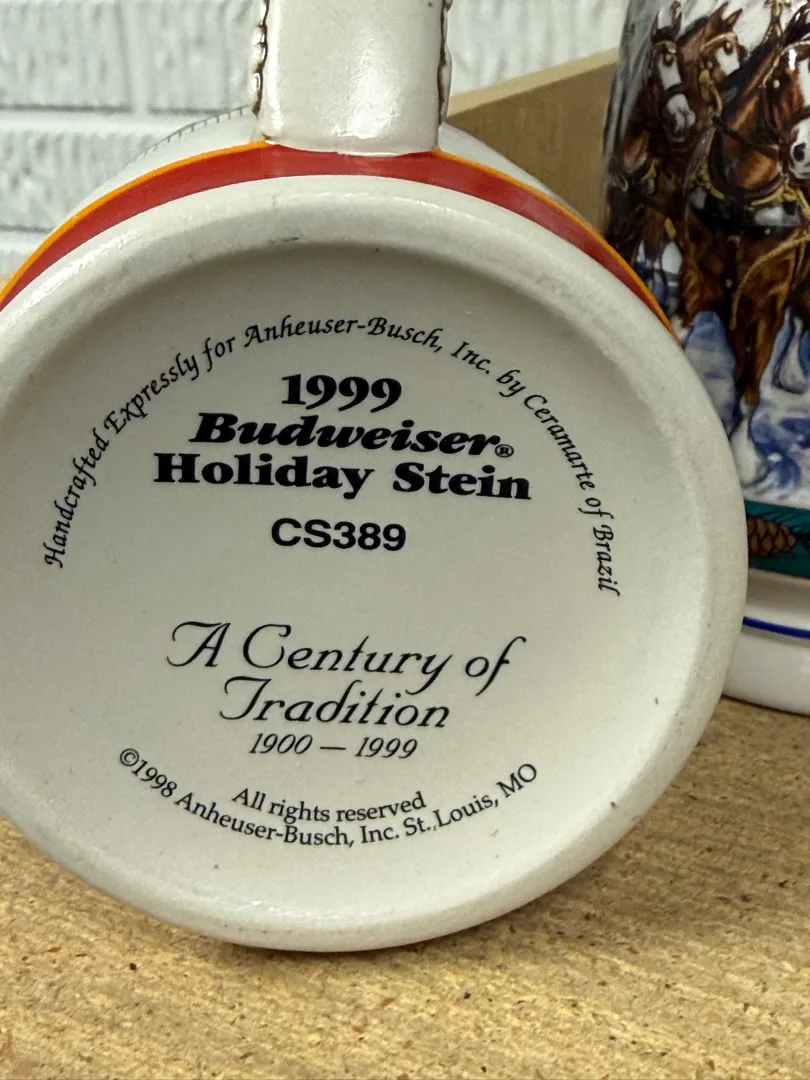 Handcrafted Expressly for Anheuser-Busch, Inc. by Ceramarte of Brazil
1999
Budweiser®
Holiday Stein
CS389
A Century of
Tradition
1900 — 1999
All rights reserved
©1998 Anheuser-Busch, Inc. St. Louis, MO